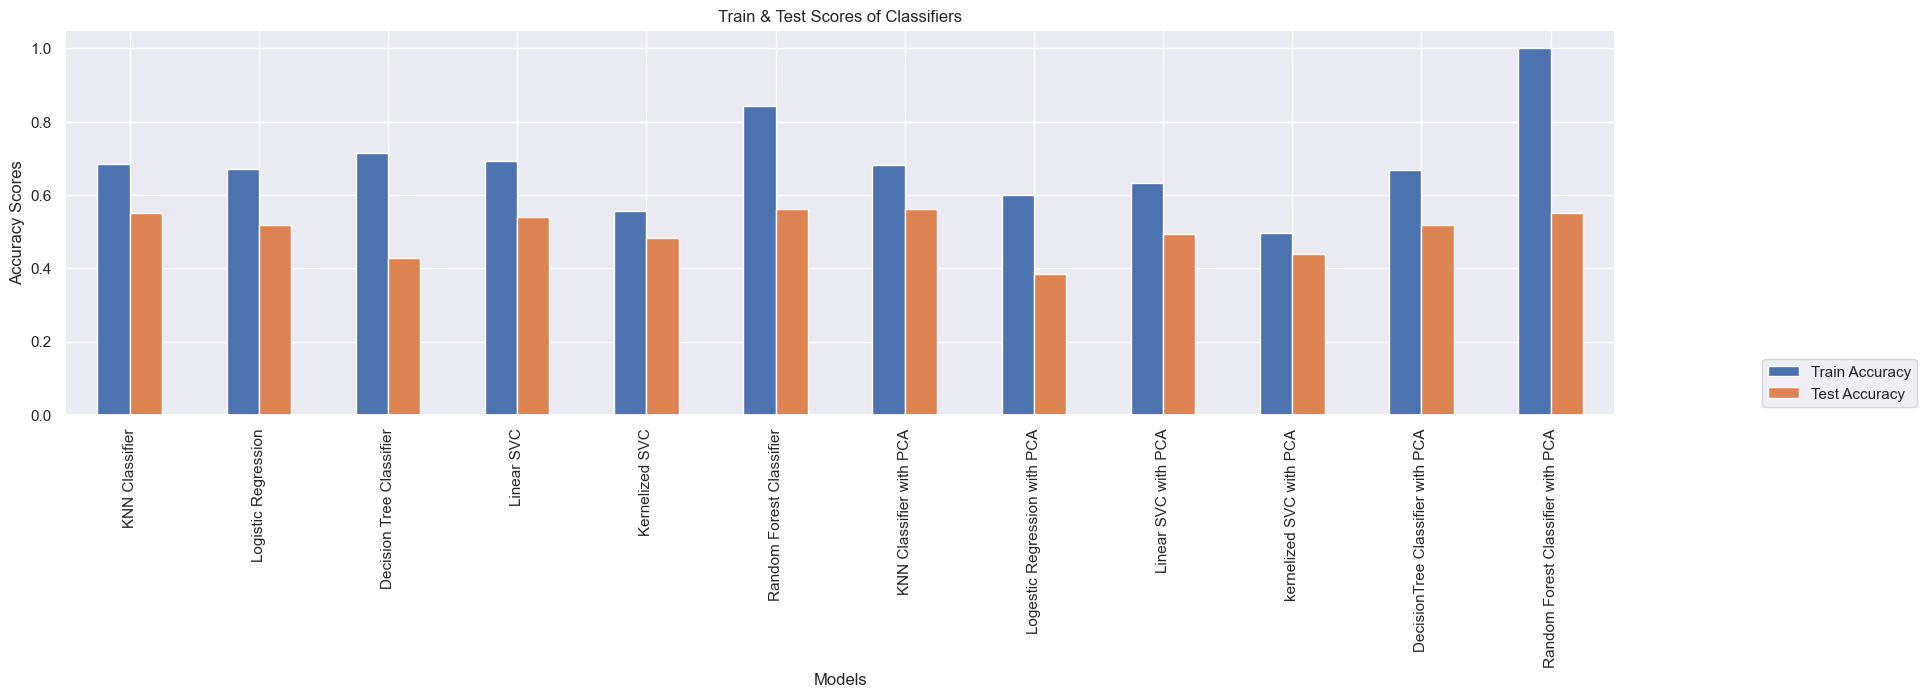 Train & Test Scores of Classifiers
Accuracy Scores
1.0
0.8
0.6
0.4
0.2
0.0
KNN Classifier
Logistic Regression
Decision Tree Classifier
Linear SVC
Kernelized SVC
Random Forest Classifier
KNN Classifier with PCA
Logestic Regression with PCA
Linear SVC with PCA
kernelized SVC with PCA
DecisionTree Classifier with PCA
Random Forest Classifier with PCA
Models
Train Accuracy
Test Accuracy